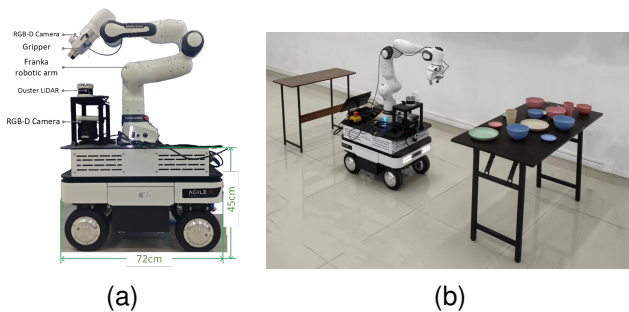 RGB-D Camera
Gripper
Franka
robotic arm
Ouster LiDAR
RGB-D Camera
AGILE
45cm
72cm
(a)
(b)